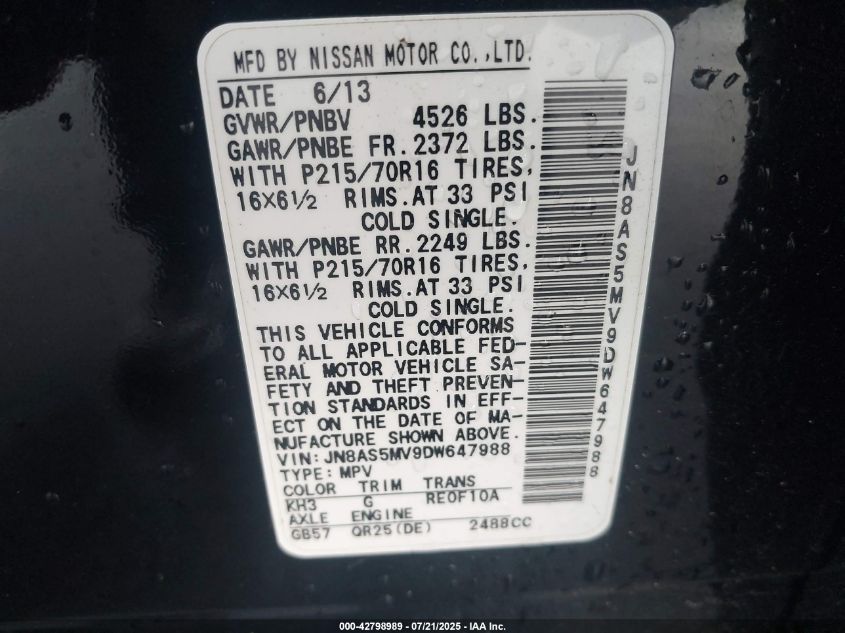 MFD BY NISSAN MOTOR CO.,LTD.
DATE 6/13
GVWR/PNBV 4526 LBS.
GAWR/PNBE FR.2372 LBS.
WITH P215/70R16 TIRES,
16X6½ RIMS.AT 33 PSI
COLD SINGLE.
GAWR/PNBE RR.2249 LBS.
WITH P215/70R16 TIRES,
16X6½ RIMS.AT 33 PSI
COLD SINGLE.
THIS VEHICLE CONFORMS
TO ALL APPLICABLE FED-
ERAL MOTOR VEHICLE SA-
FETY AND THEFT PREVEN-
TION STANDARDS IN EFF-
ECT ON THE DATE OF MA-
NUFACTURE SHOWN ABOVE.
VIN: JN8AS5MV9DW647988
TYPE: MPV
COLOR TRIM TRANS
KH3 G RE0F10A
AXLE ENGINE
GB57 QR25(DE) 2488CC
JN8AS5MV9DW647988
000-42798989 - 07/21/2025 - IAA Inc.